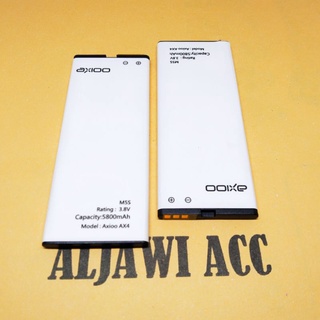 axioo
M5S
Rating : 3.8V
Capacity:5800mAh
Model : Axioo AX4
M5S
Rating : 3.8V
Capacity:5800mAh
Model : Axioo AX4
axioo
ALJAWI ACC